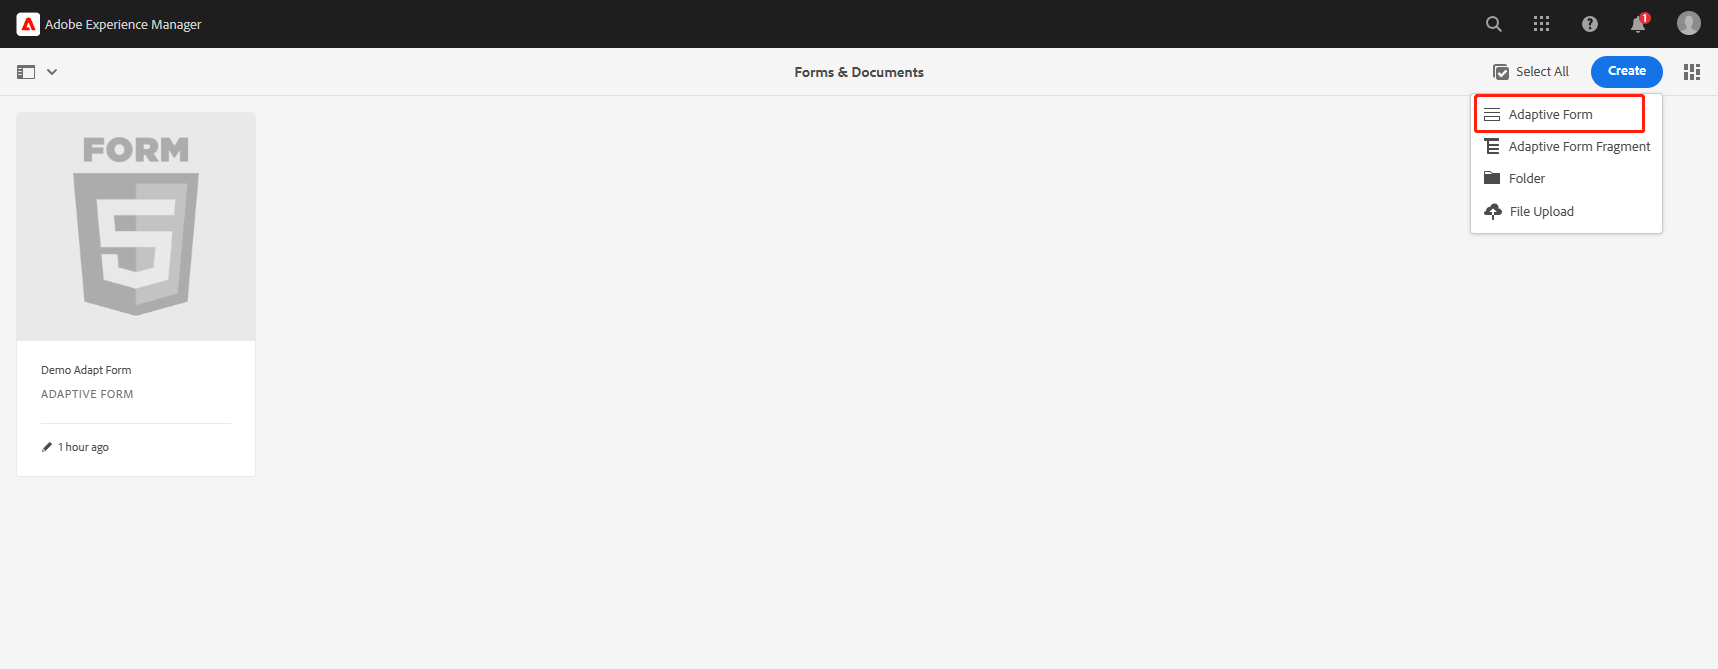 Adobe Experience Manager
1
Forms & Documents
Select All
Create
Adaptive Form
Adaptive Form Fragment
Folder
File Upload
FORM
5
Demo Adapt Form
ADAPTIVE FORM
1 hour ago